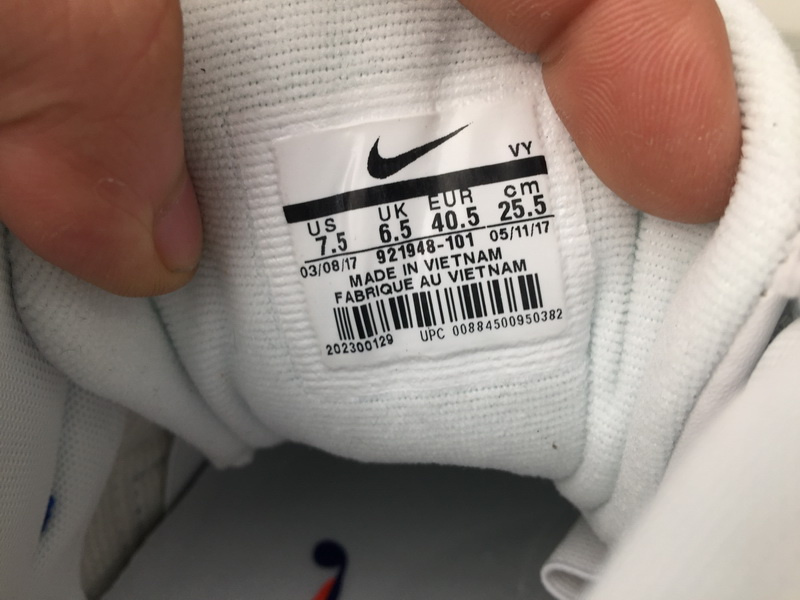 VY
US UK EUR cm
7.5 6.5 40.5 25.5
03/08/17 921948-101 05/11/17
MADE IN VIETNAM
FABRIQUE AU VIETNAM
202300129 UPC 00884500950382